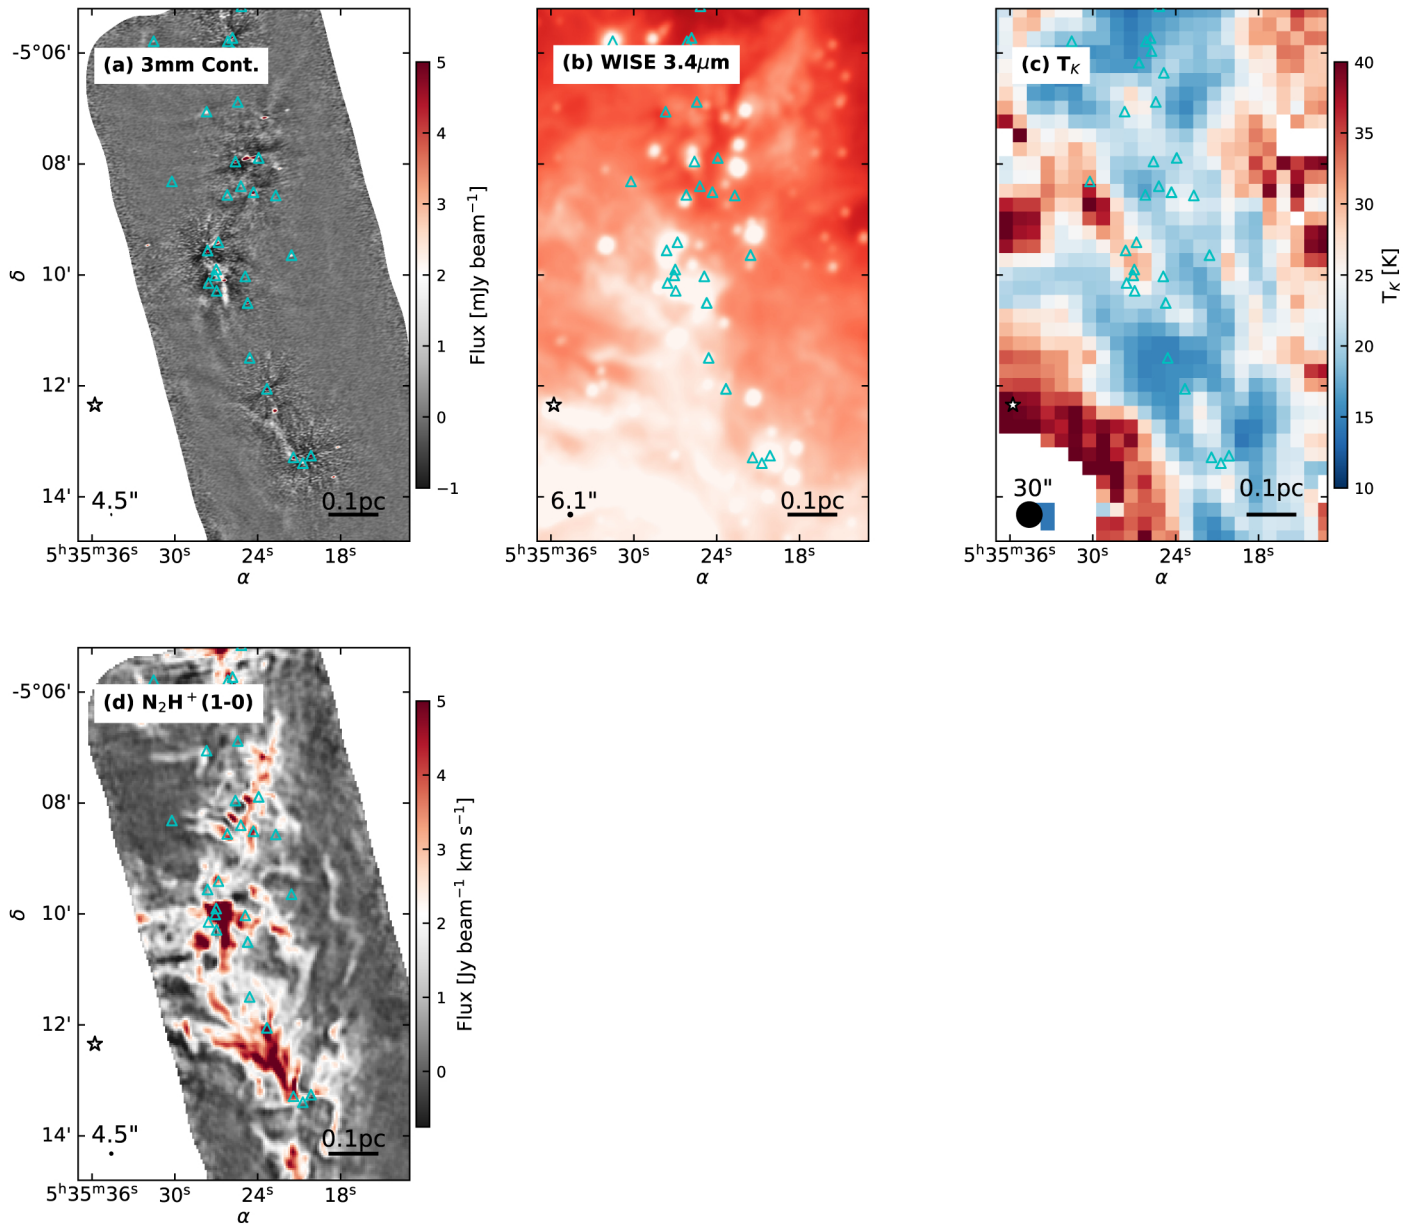 (a) 3mm Cont.
-5°06'
08'
10'
12'
14'
δ
4.5"
0.1pc
5ʰ35ᵐ36ˢ 30ˢ 24ˢ 18ˢ
α
5
4
3
2
1
0
−1
Flux [mJy beam⁻¹]
(b) WISE 3.4μm
6.1"
0.1pc
5ʰ35ᵐ36ˢ 30ˢ 24ˢ 18ˢ
α
(c) T_K
30"
0.1pc
5ʰ35ᵐ36ˢ 30ˢ 24ˢ 18ˢ
α
40
35
30
25
20
15
10
T_K [K]
(d) N₂H⁺(1-0)
-5°06'
08'
10'
12'
14'
δ
4.5"
0.1pc
5ʰ35ᵐ36ˢ 30ˢ 24ˢ 18ˢ
α
5
4
3
2
1
0
Flux [Jy beam⁻¹ km s⁻¹]